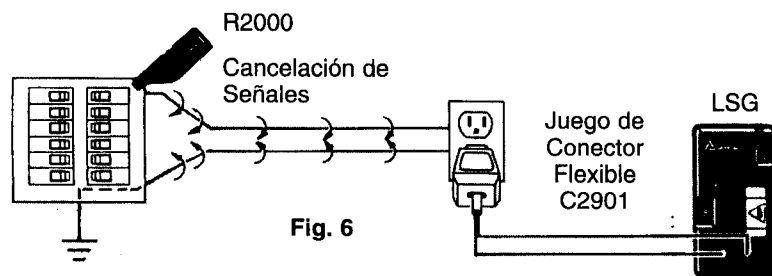 R2000
Cancelación de
Señales
LSG
Juego de
Conector
Flexible
C2901
Fig. 6